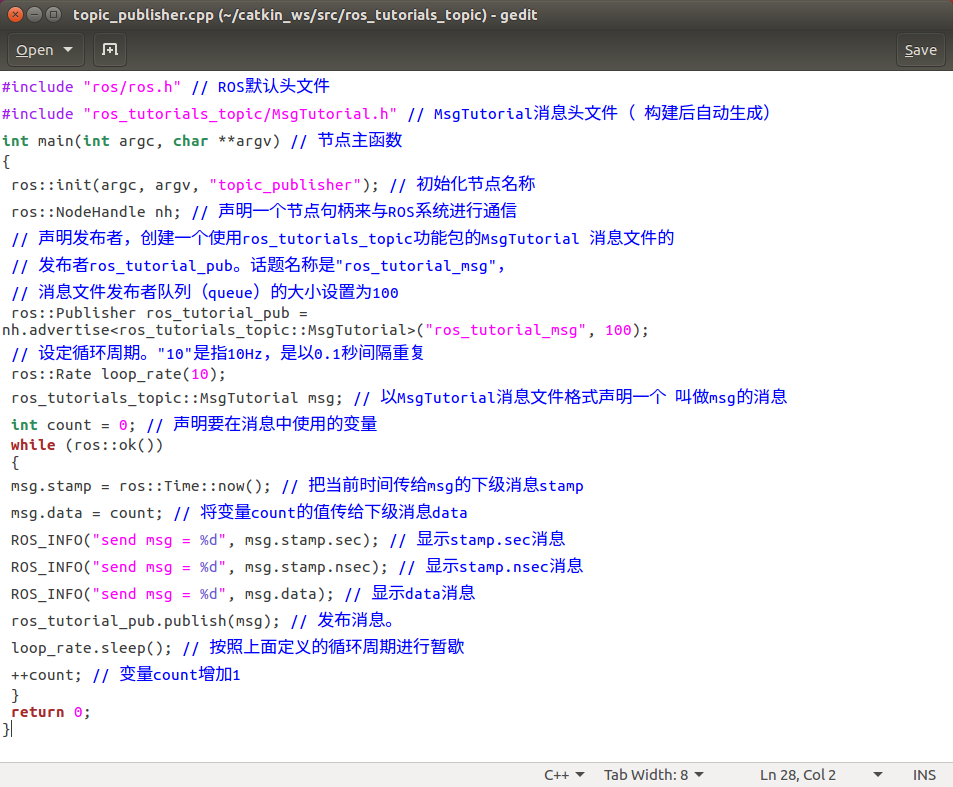 topic_publisher.cpp (~/catkin_ws/src/ros_tutorials_topic) - gedit
Open
Save
#include "ros/ros.h" // ROS默认头文件
#include "ros_tutorials_topic/MsgTutorial.h" // MsgTutorial消息头文件（ 构建后自动生成）
int main(int argc, char **argv) // 节点主函数
{
ros::init(argc, argv, "topic_publisher"); // 初始化节点名称
ros::NodeHandle nh; // 声明一个节点句柄来与ROS系统进行通信
// 声明发布者，创建一个使用ros_tutorials_topic功能包的MsgTutorial 消息文件的
// 发布者ros_tutorial_pub。话题名称是"ros_tutorial_msg"，
// 消息文件发布者队列（queue）的大小设置为100
ros::Publisher ros_tutorial_pub =
nh.advertise<ros_tutorials_topic::MsgTutorial>("ros_tutorial_msg", 100);
// 设定循环周期。"10"是指10Hz，是以0.1秒间隔重复
ros::Rate loop_rate(10);
ros_tutorials_topic::MsgTutorial msg; // 以MsgTutorial消息文件格式声明一个 叫做msg的消息
int count = 0; // 声明要在消息中使用的变量
while (ros::ok())
{
msg.stamp = ros::Time::now(); // 把当前时间传给msg的下级消息stamp
msg.data = count; // 将变量count的值传给下级消息data
ROS_INFO("send msg = %d", msg.stamp.sec); // 显示stamp.sec消息
ROS_INFO("send msg = %d", msg.stamp.nsec); // 显示stamp.nsec消息
ROS_INFO("send msg = %d", msg.data); // 显示data消息
ros_tutorial_pub.publish(msg); // 发布消息。
loop_rate.sleep(); // 按照上面定义的循环周期进行暂歇
++count; // 变量count增加1
}
return 0;
}
C++ Tab Width: 8 Ln 28, Col 2 INS